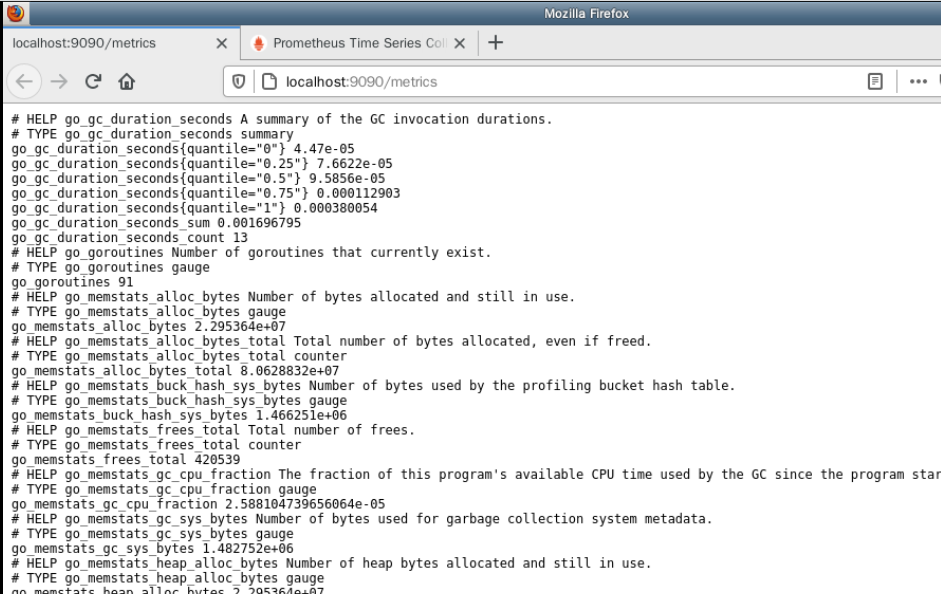 Mozilla Firefox
localhost:9090/metrics
Prometheus Time Series Col
localhost:9090/metrics
# HELP go_gc_duration_seconds A summary of the GC invocation durations.
# TYPE go_gc_duration_seconds summary
go_gc_duration_seconds{quantile="0"} 4.47e-05
go_gc_duration_seconds{quantile="0.25"} 7.6622e-05
go_gc_duration_seconds{quantile="0.5"} 9.5856e-05
go_gc_duration_seconds{quantile="0.75"} 0.000112903
go_gc_duration_seconds{quantile="1"} 0.000380054
go_gc_duration_seconds_sum 0.001696795
go_gc_duration_seconds_count 13
# HELP go_goroutines Number of goroutines that currently exist.
# TYPE go_goroutines gauge
go_goroutines 91
# HELP go_memstats_alloc_bytes Number of bytes allocated and still in use.
# TYPE go_memstats_alloc_bytes gauge
go_memstats_alloc_bytes 2.295364e+07
# HELP go_memstats_alloc_bytes_total Total number of bytes allocated, even if freed.
# TYPE go_memstats_alloc_bytes_total counter
go_memstats_alloc_bytes_total 8.0628832e+07
# HELP go_memstats_buck_hash_sys_bytes Number of bytes used by the profiling bucket hash table.
# TYPE go_memstats_buck_hash_sys_bytes gauge
go_memstats_buck_hash_sys_bytes 1.466251e+06
# HELP go_memstats_frees_total Total number of frees.
# TYPE go_memstats_frees_total counter
go_memstats_frees_total 420539
# HELP go_memstats_gc_cpu_fraction The fraction of this program's available CPU time used by the GC since the program star
# TYPE go_memstats_gc_cpu_fraction gauge
go_memstats_gc_cpu_fraction 2.588104739656064e-05
# HELP go_memstats_gc_sys_bytes Number of bytes used for garbage collection system metadata.
# TYPE go_memstats_gc_sys_bytes gauge
go_memstats_gc_sys_bytes 1.482752e+06
# HELP go_memstats_heap_alloc_bytes Number of heap bytes allocated and still in use.
# TYPE go_memstats_heap_alloc_bytes gauge
go_memstats_heap_alloc_bytes 2.295364e+07